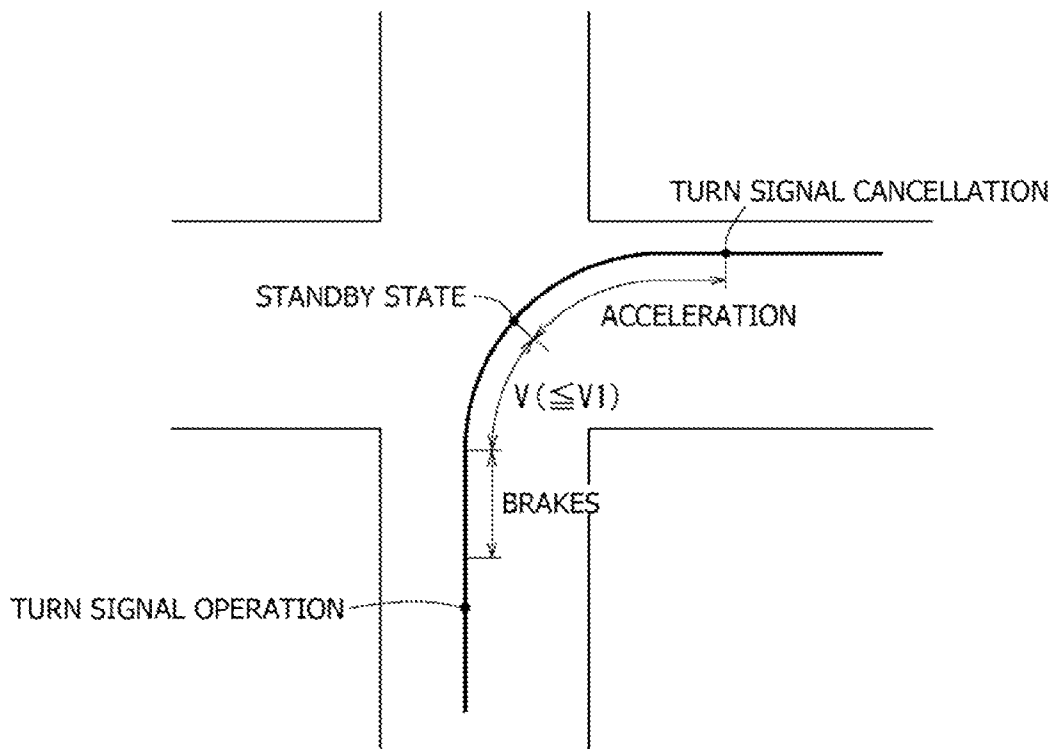 TURN SIGNAL CANCELLATION
STANDBY STATE
ACCELERATION
V(≦V1)
BRAKES
TURN SIGNAL OPERATION